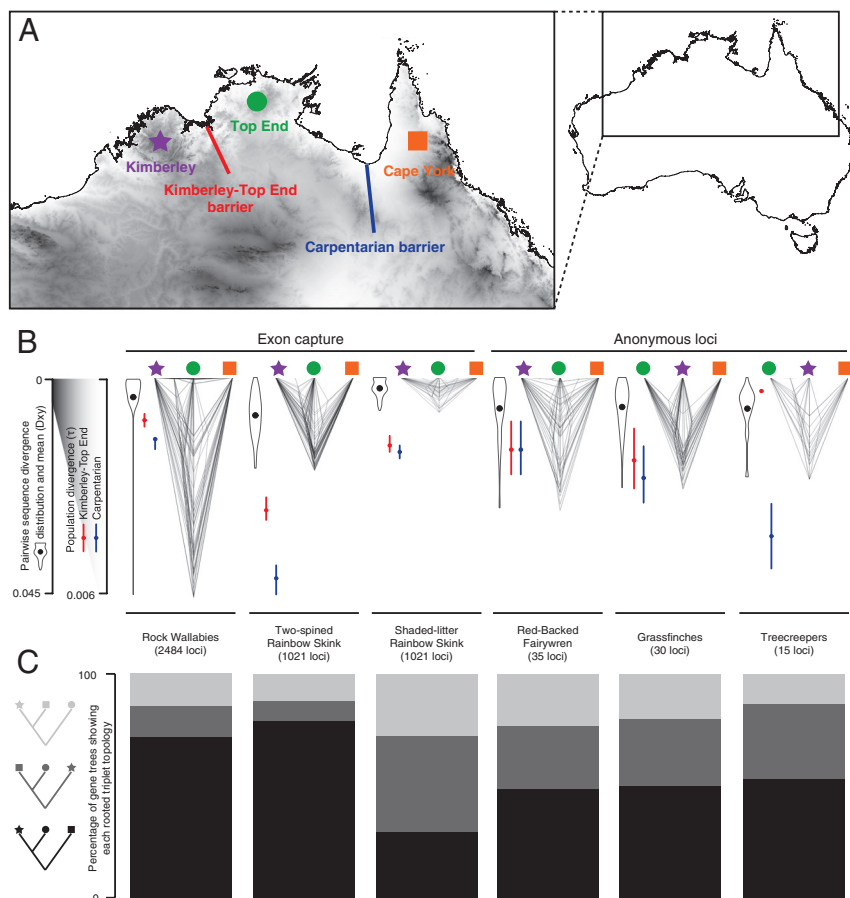 A
Top End
Kimberley
Cape York
Kimberley-Top End
barrier
Carpentarian barrier
B
Exon capture
Anonymous loci
0
Pairwise sequence divergence
distribution and mean (Dxy)
Population divergence (τ)
Kimberley-Top End
Carpentarian
0.045
0.006
Rock Wallabies
(2484 loci)
Two-spined
Rainbow Skink
(1021 loci)
Shaded-litter
Rainbow Skink
(1021 loci)
Red-Backed
Fairywren
(35 loci)
Grassfinches
(30 loci)
Treecreepers
(15 loci)
C
100
Percentage of gene trees showing
each rooted triplet topology
0